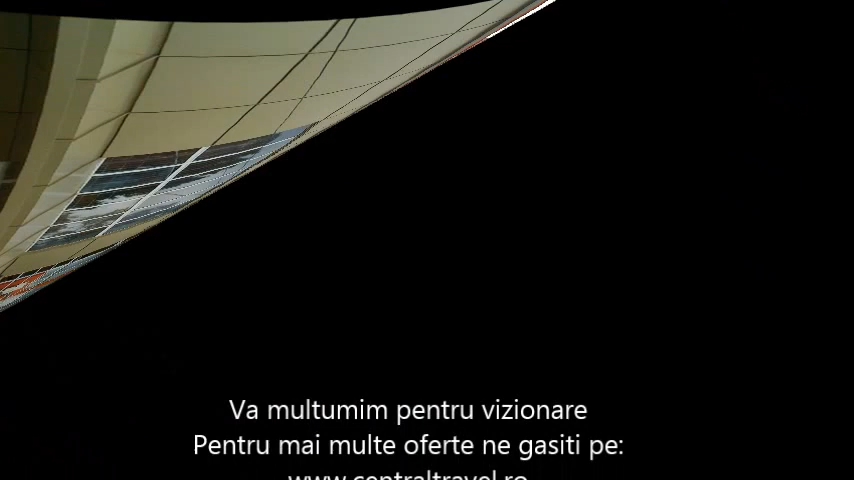 Va multumim pentru vizionare
Pentru mai multe oferte ne gasiti pe:
www.centraltravel.ro